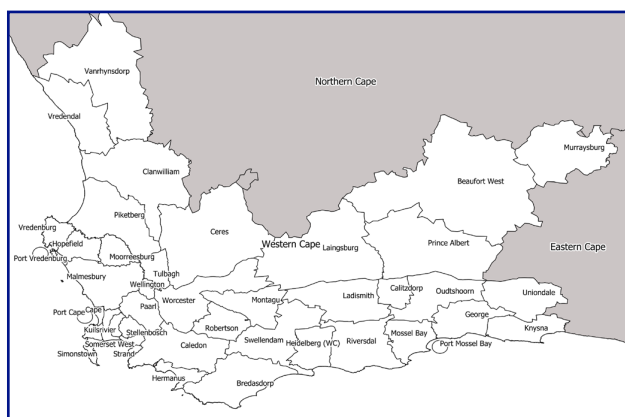 Vanrhynsdorp
Northern Cape
Vredendal
Murraysburg
Clanwilliam
Beaufort West
Piketberg
Vredenburg
Ceres
Hopefield
Western Cape
Prince Albert
Laingsburg
Eastern Cape
Port Vredenburg
Moorreesburg
Malmesbury
Tulbagh
Wellington
Calitzdorp
Oudtshoorn
Uniondale
Ladismith
Montagu
Worcester
Paarl
Port Cape
Cape
George
Kuilsrivier
Stellenbosch
Robertson
Mossel Bay
Knysna
Swellendam
Heidelberg (WC)
Riversdal
Port Mossel Bay
Somerset West
Caledon
Simonstown
Strand
Hermanus
Bredasdorp